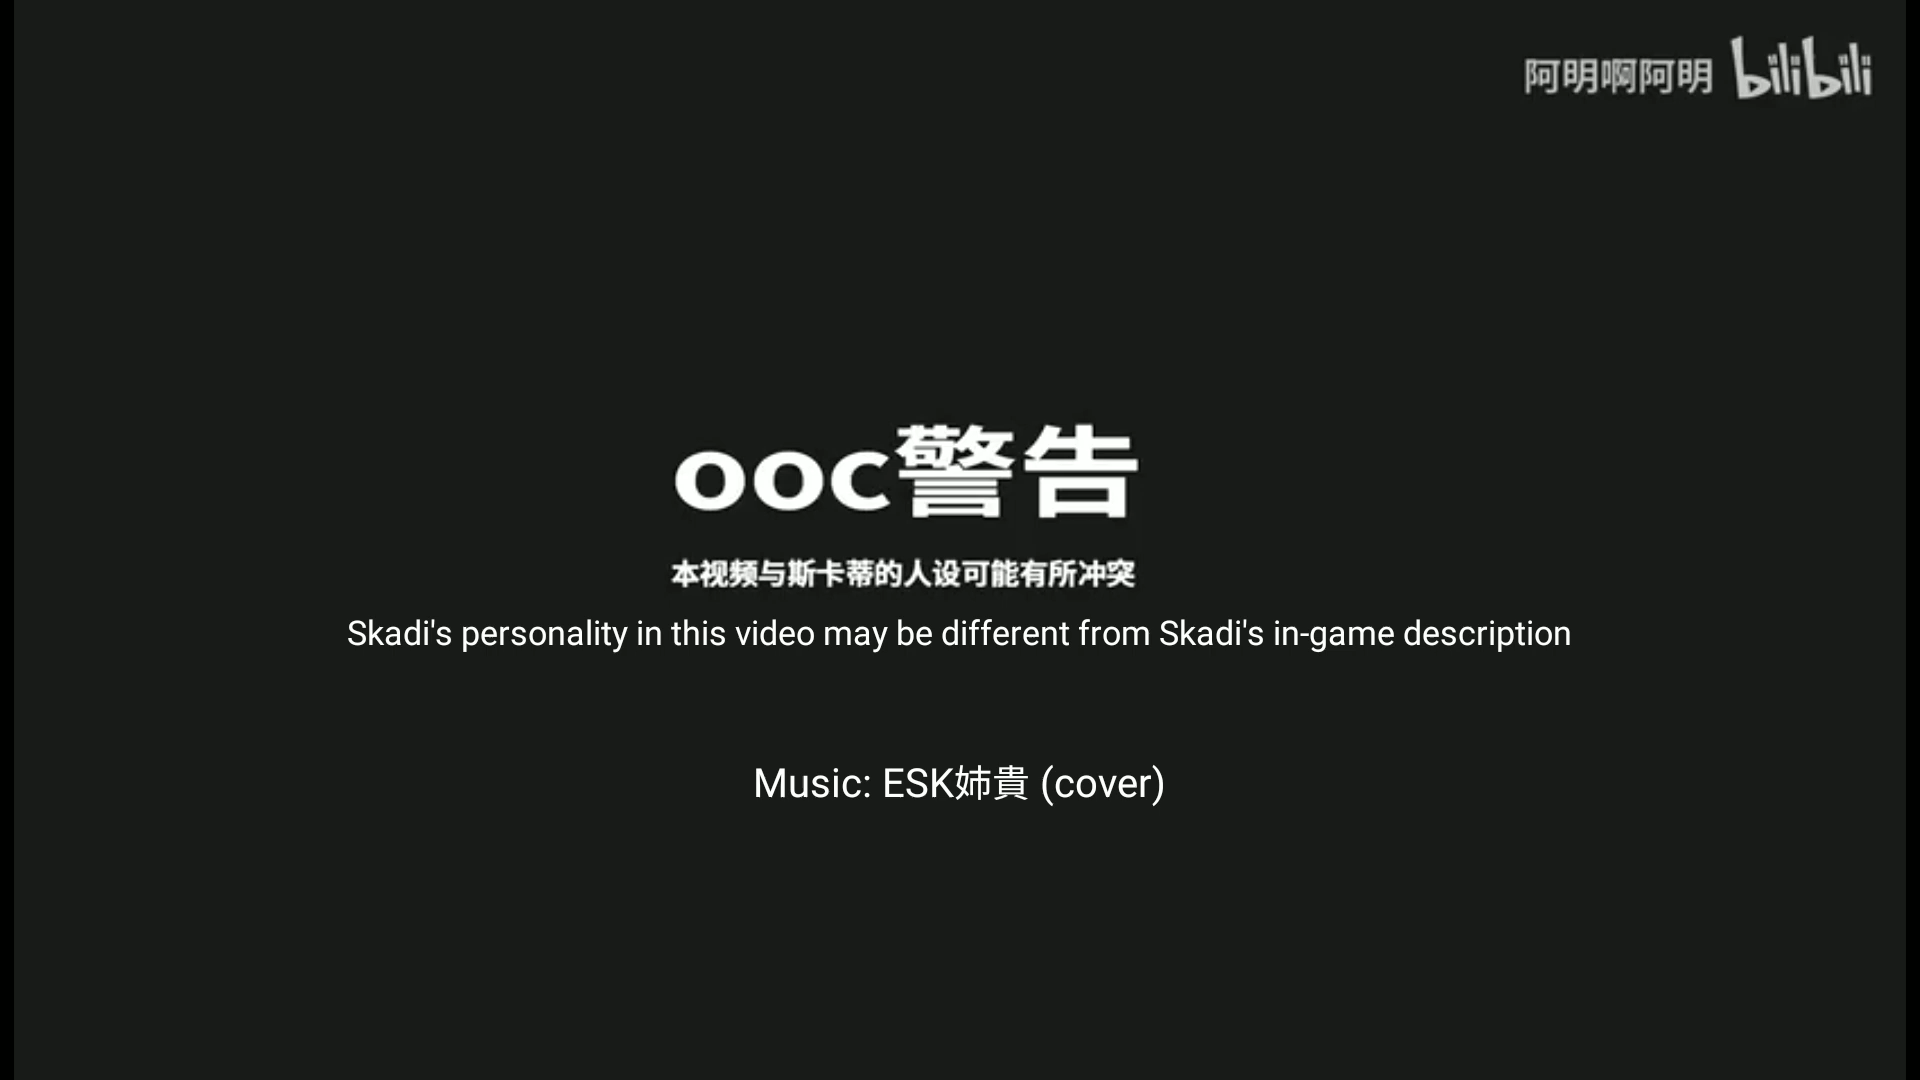 阿明啊阿明 bilibili
ooc警告
本视频与斯卡蒂的人设可能有所冲突
Skadi's personality in this video may be different from Skadi's in-game description
Music: ESK姉貴 (cover)